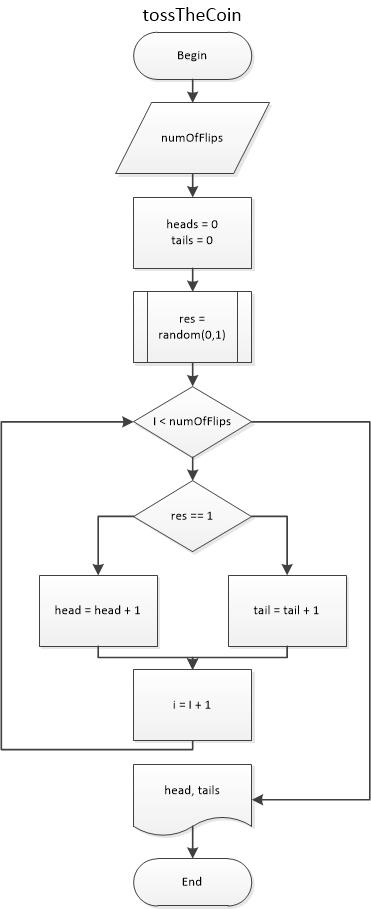 tossTheCoin
Begin
numOfFlips
heads = 0
tails = 0
res =
random(0,1)
I < numOfFlips
res == 1
head = head + 1
tail = tail + 1
i = I + 1
head, tails
End